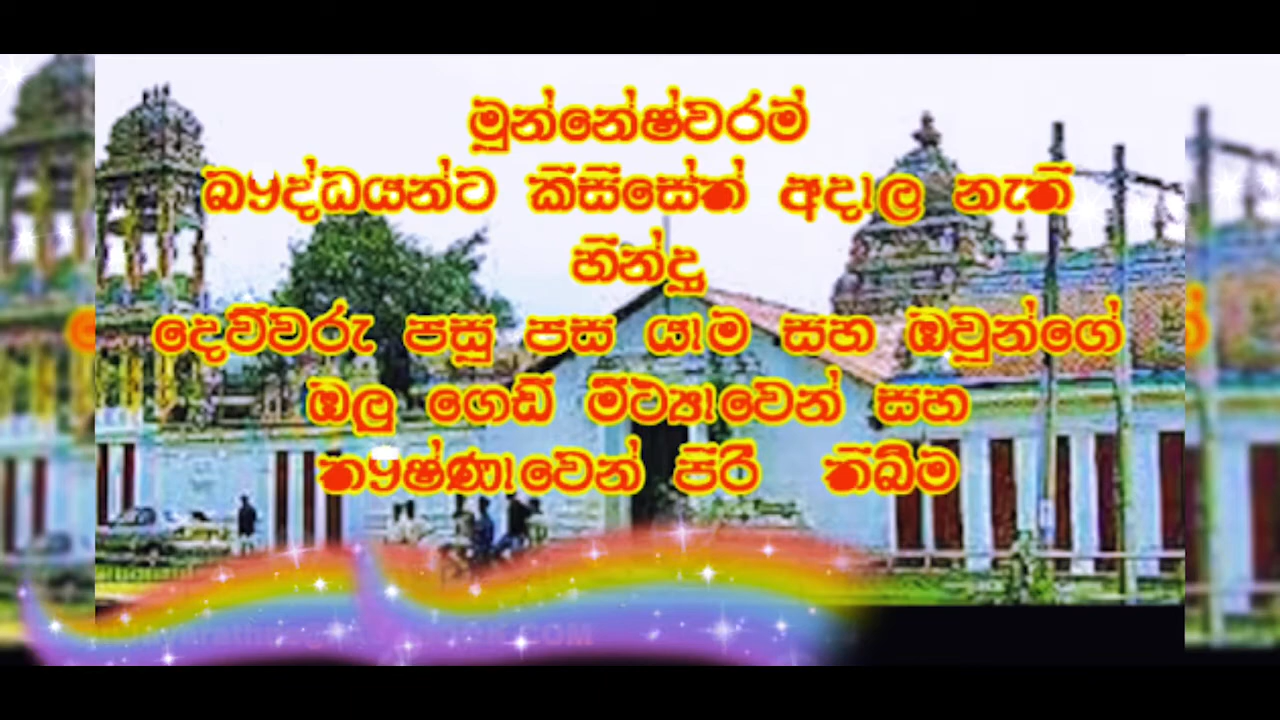 මුන්නේෂ්වරම්
බෟද්ධයන්ට කිසිසේත් අදාල නැති
හින්දු
දෙවිවරු පසු පස යාම සහ ඔවුන්ගේ
ඔලු ගෙඩි මිථ්‍යාවෙන් සහ
තෟෂ්ණාවෙන් පිරී තිබීම